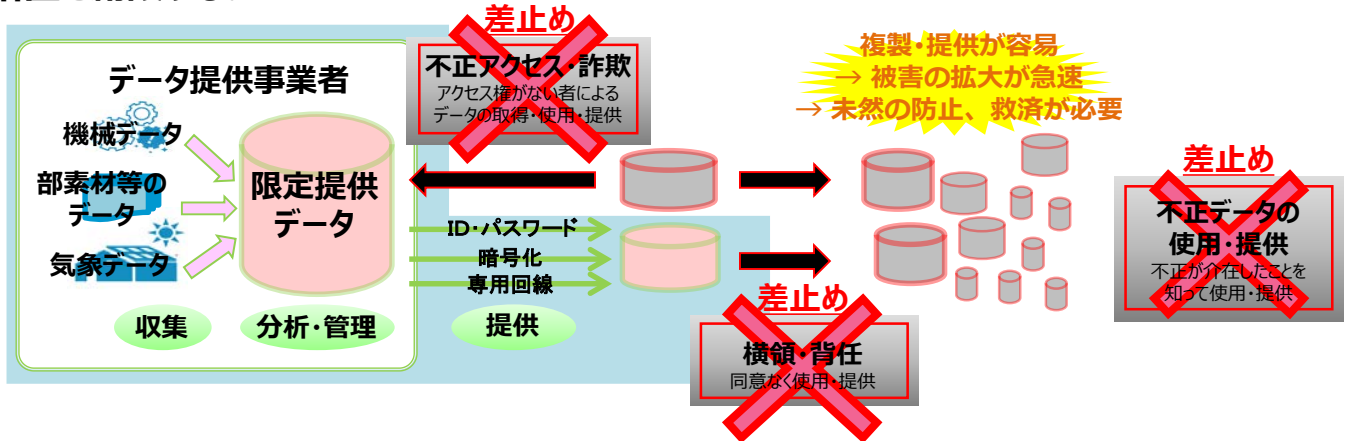 差止め
不正アクセス・詐欺
アクセス権がない者による
データの取得・使用・提供
複製・提供が容易
→ 被害の拡大が急速
→ 未然の防止、救済が必要
データ提供事業者
機械データ
部素材等の
データ
気象データ
限定提供
データ
収集
分析・管理
提供
ID・パスワード
暗号化
専用回線
差止め
横領・背任
同意なく使用・提供
差止め
不正データの
使用・提供
不正が介在したことを
知って使用・提供